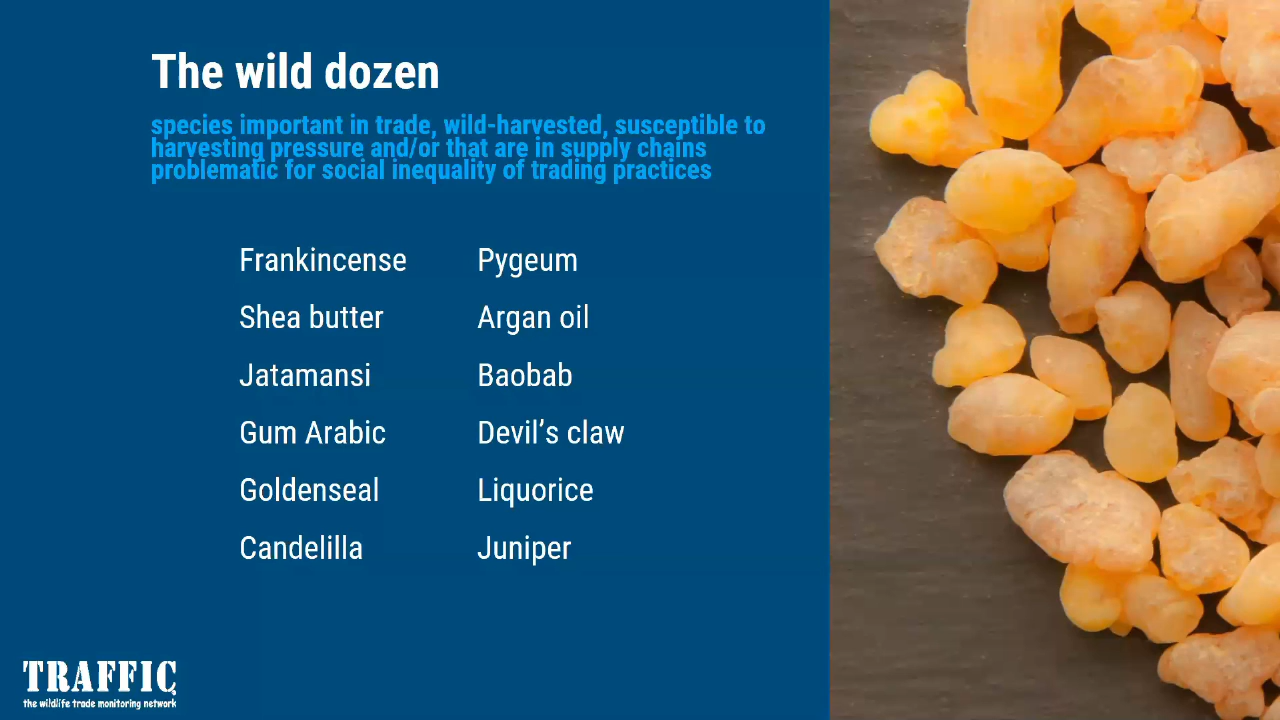 The wild dozen
species important in trade, wild-harvested, susceptible to
harvesting pressure and/or that are in supply chains
problematic for social inequality of trading practices
Frankincense
Shea butter
Jatamansi
Gum Arabic
Goldenseal
Candelilla
Pygeum
Argan oil
Baobab
Devil’s claw
Liquorice
Juniper
TRAFFIC
the wildlife trade monitoring network